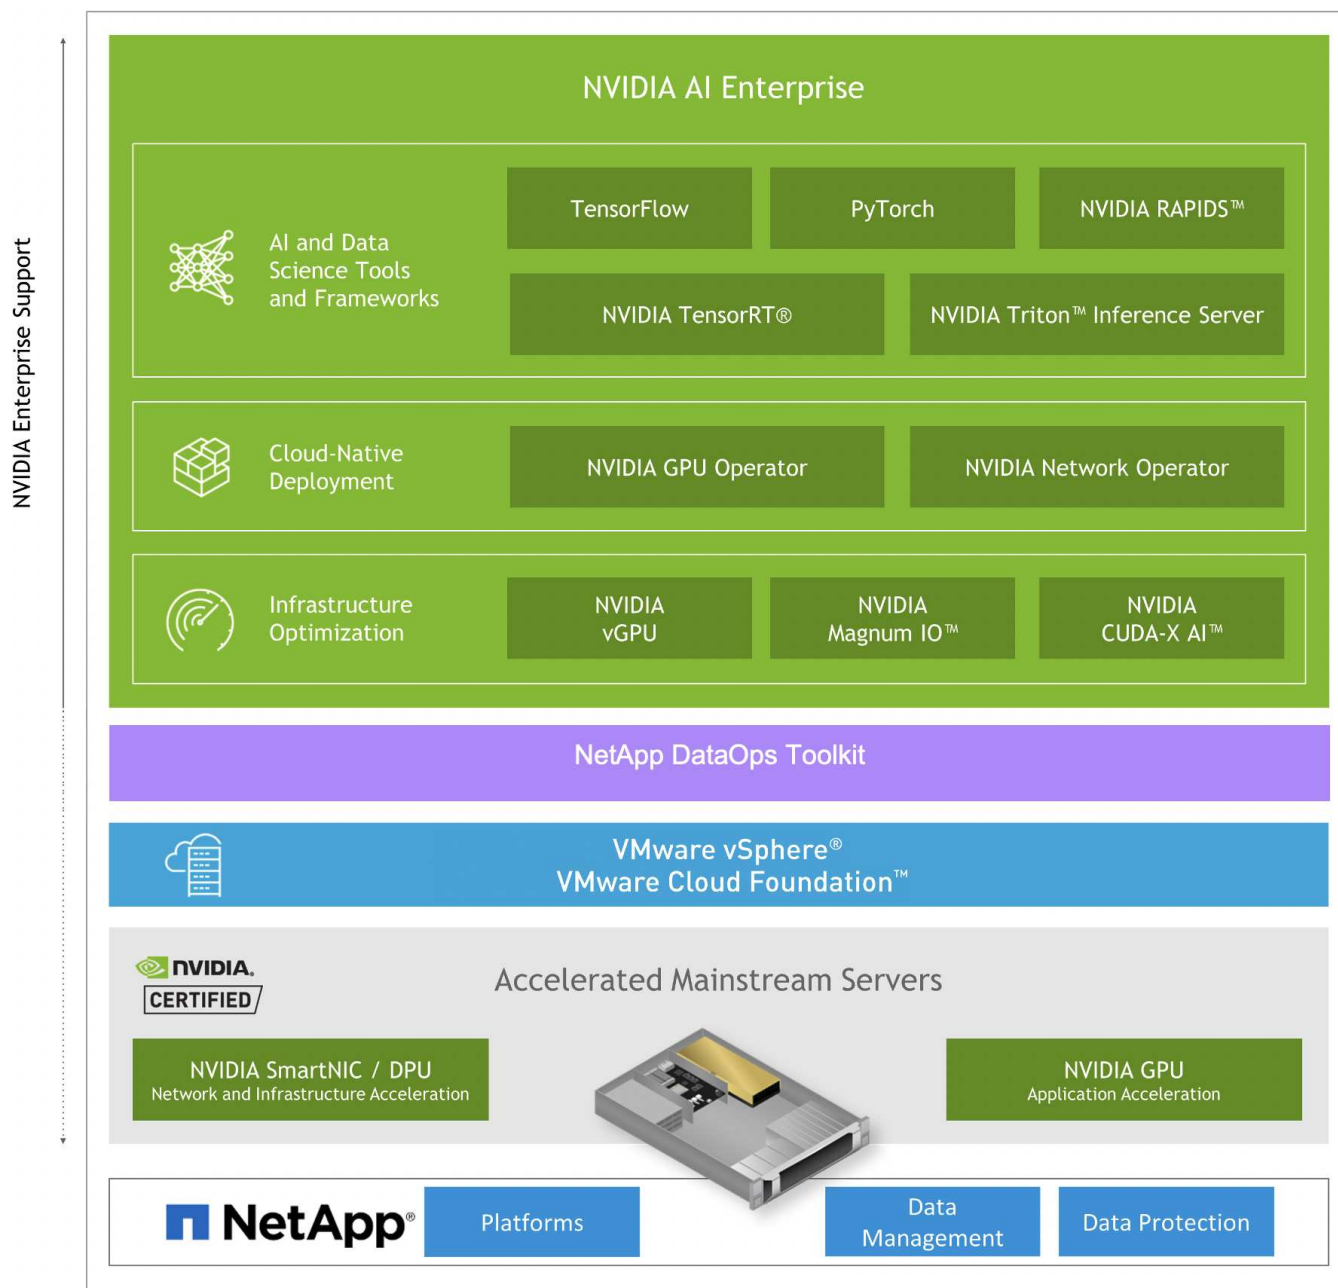 NVIDIA Enterprise Support
NVIDIA AI Enterprise
AI and Data
Science Tools
and Frameworks
TensorFlow
PyTorch
NVIDIA RAPIDS™
NVIDIA TensorRT®
NVIDIA Triton™ Inference Server
Cloud-Native
Deployment
NVIDIA GPU Operator
NVIDIA Network Operator
Infrastructure
Optimization
NVIDIA
vGPU
NVIDIA
Magnum IO™
NVIDIA
CUDA-X AI™
NetApp DataOps Toolkit
VMware vSphere®
VMware Cloud Foundation™
NVIDIA.
CERTIFIED
Accelerated Mainstream Servers
NVIDIA SmartNIC / DPU
Network and Infrastructure Acceleration
NVIDIA GPU
Application Acceleration
NetApp®
Platforms
Data
Management
Data Protection